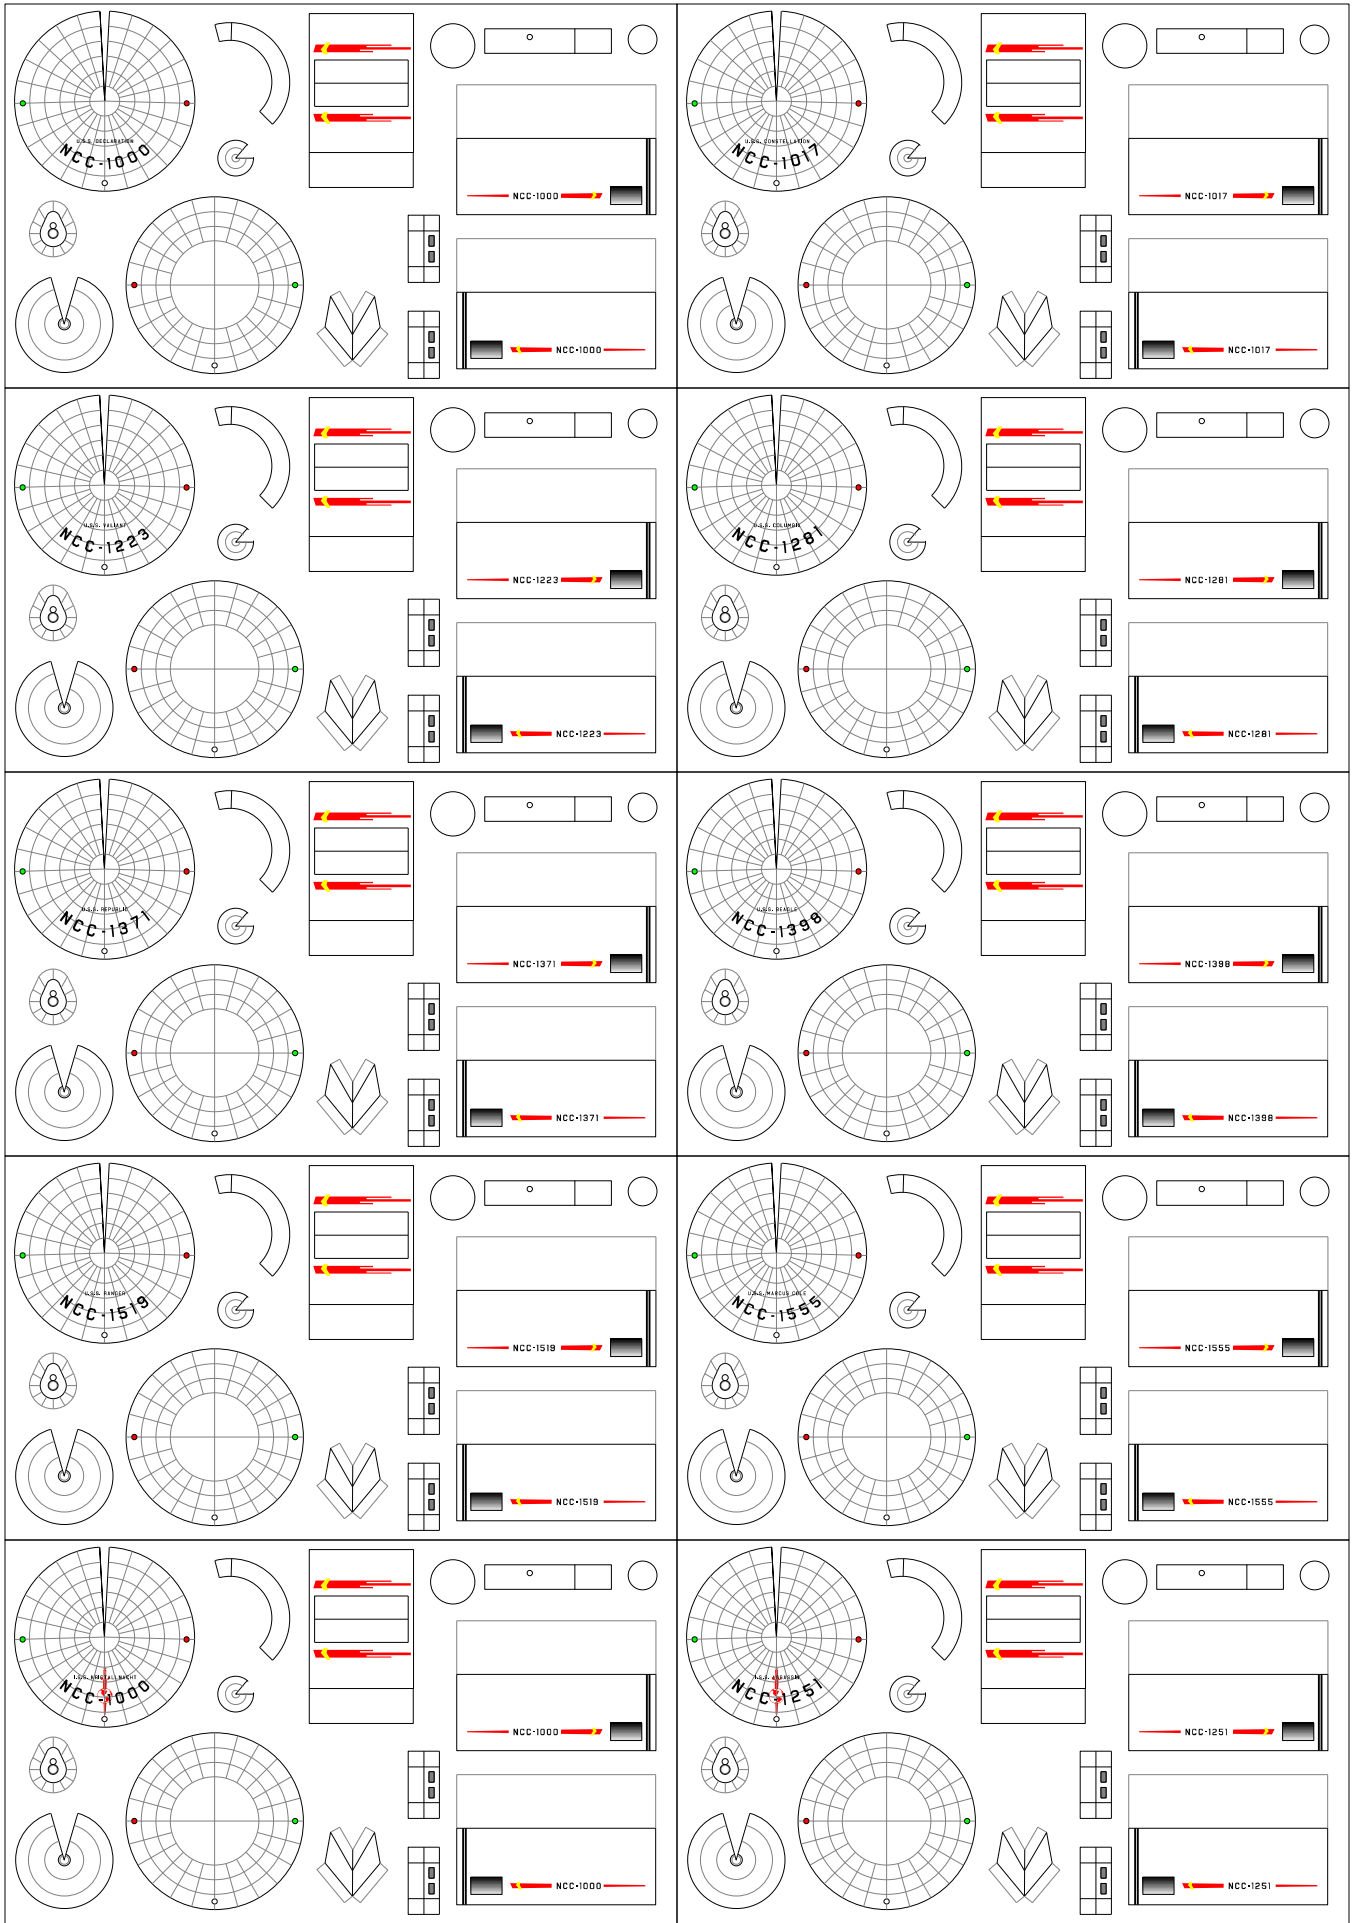 U.S.S. DECLARATION
NCC-1000
NCC-1000
NCC-1000
U.S.S. CONSTELLATION
NCC-1017
NCC-1017
NCC-1017
U.S.S. VALIANT
NCC-1223
NCC-1223
NCC-1223
U.S.S. COLUMBIA
NCC-1281
NCC-1281
NCC-1281
U.S.S. REPUBLIC
NCC-1371
NCC-1371
NCC-1371
U.S.S. BEAGLE
NCC-1398
NCC-1398
NCC-1398
U.S.S. RANGER
NCC-1519
NCC-1519
NCC-1519
U.S.S. MARCUS COLE
NCC-1555
NCC-1555
NCC-1555
I.S.S. KRISTALLNACHT
NCC-1000
NCC-1000
NCC-1000
I.S.S. ASSASSIN
NCC-1251
NCC-1251
NCC-1251